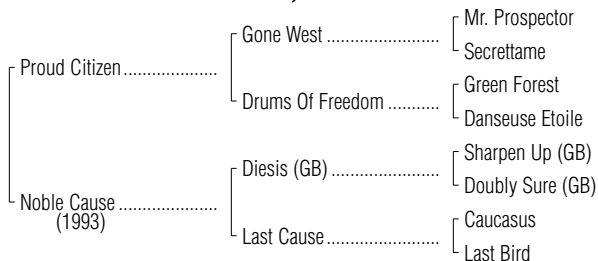 Mr. Prospector
Gone West ........................
Secrettame
Proud Citizen....................
Green Forest
Drums Of Freedom ...........
Danseuse Etoile
Sharpen Up (GB)
Diesis (GB) .......................
Doubly Sure (GB)
Noble Cause .....................
(1993)
Caucasus
Last Cause........................
Last Bird